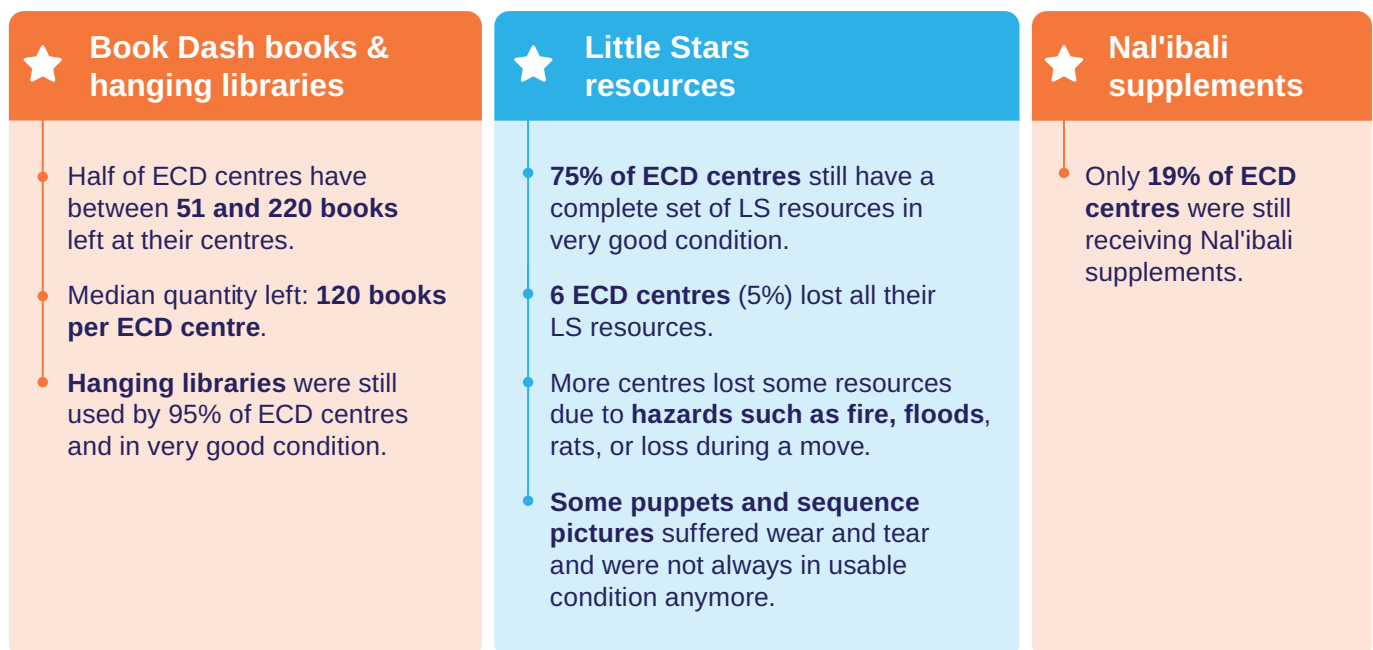 Book Dash books &
hanging libraries
Half of ECD centres have
between 51 and 220 books
left at their centres.
Median quantity left: 120 books
per ECD centre.
Hanging libraries were still
used by 95% of ECD centres
and in very good condition.
Little Stars
resources
75% of ECD centres still have a
complete set of LS resources in
very good condition.
6 ECD centres (5%) lost all their
LS resources.
More centres lost some resources
due to hazards such as fire, floods,
rats, or loss during a move.
Some puppets and sequence
pictures suffered wear and tear
and were not always in usable
condition anymore.
Nal'ibali
supplements
Only 19% of ECD
centres were still
receiving Nal'ibali
supplements.